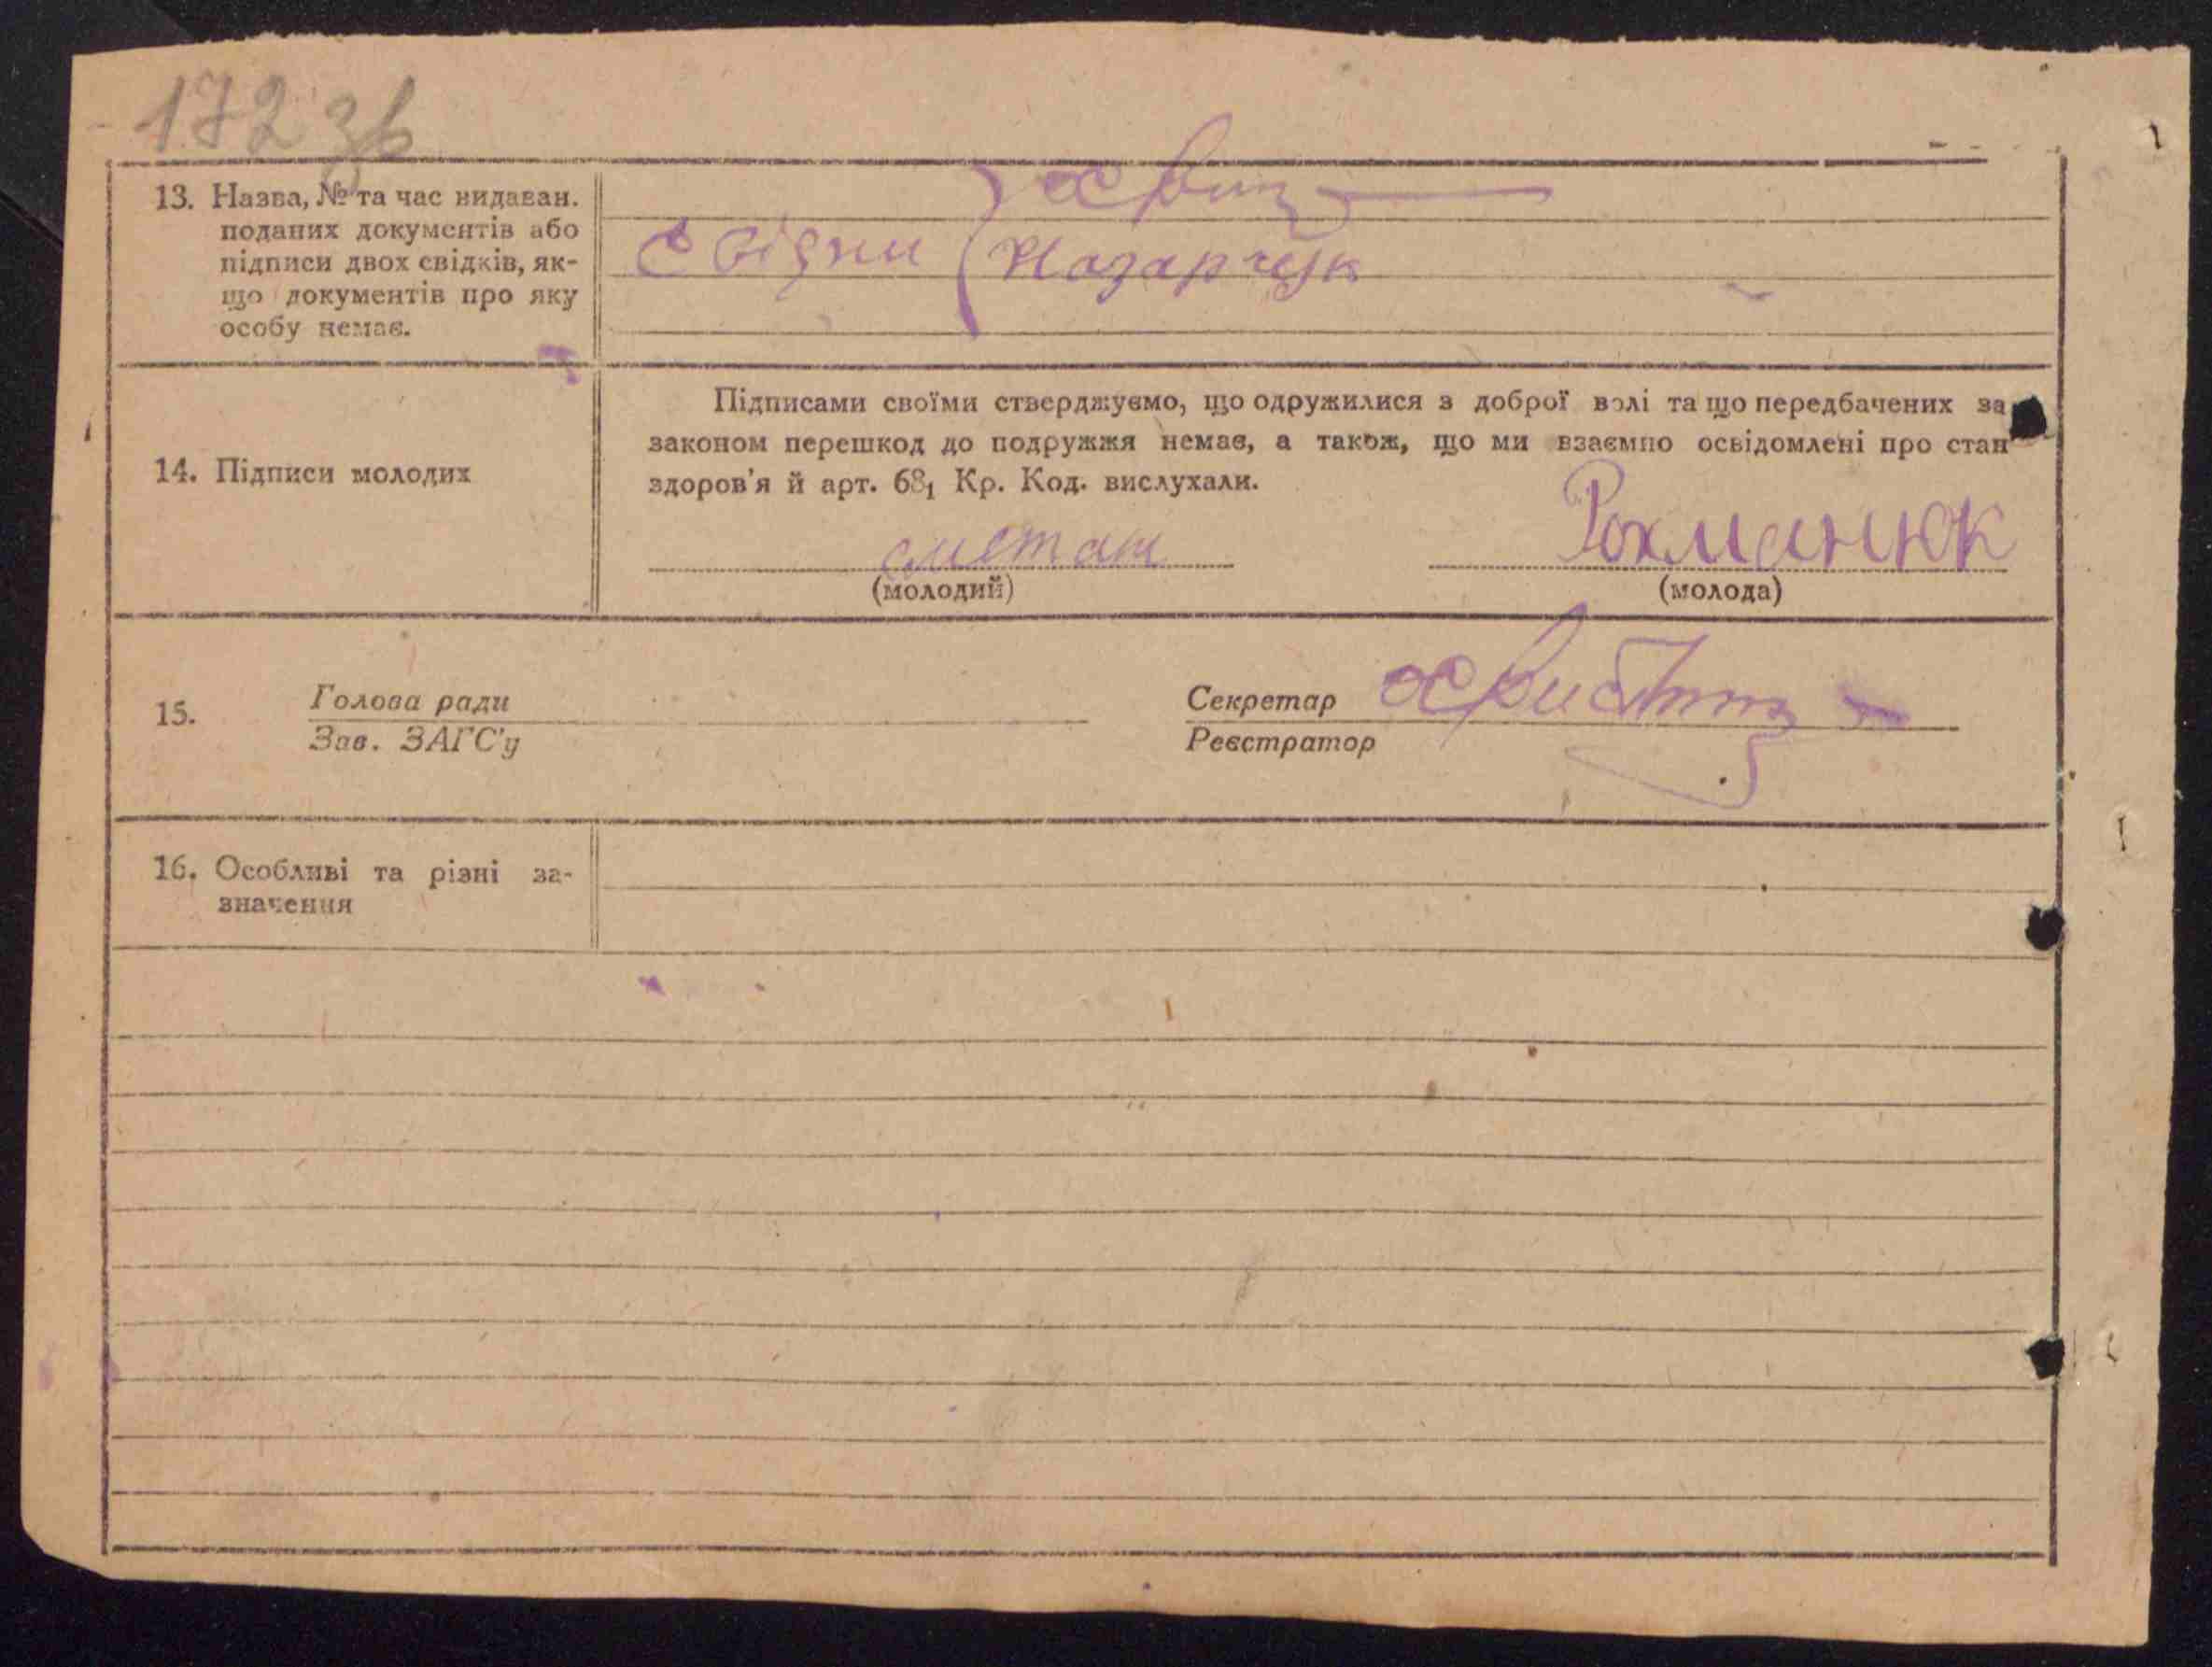 172 зв
13. Назва, № та час видаван.
поданих документів або
підписи двох свідків, як-
що документів про яку
особу немає.
Свідки Назарчук
14. Підписи молодих
Підписами своїми стверджуємо, що одружилися з доброї волі та що передбачених за
законом перешкод до подружжя немає, а також, що ми взаємно освідомлені про стан
здоров'я й арт. 68₁ Кр. Код. вислухали.
сметан Рохманюк
(молодий) (молода)
15. Голова ради Секретар
Зав. ЗАГС'у Реєстратор
16. Особливі та різні за-
значення